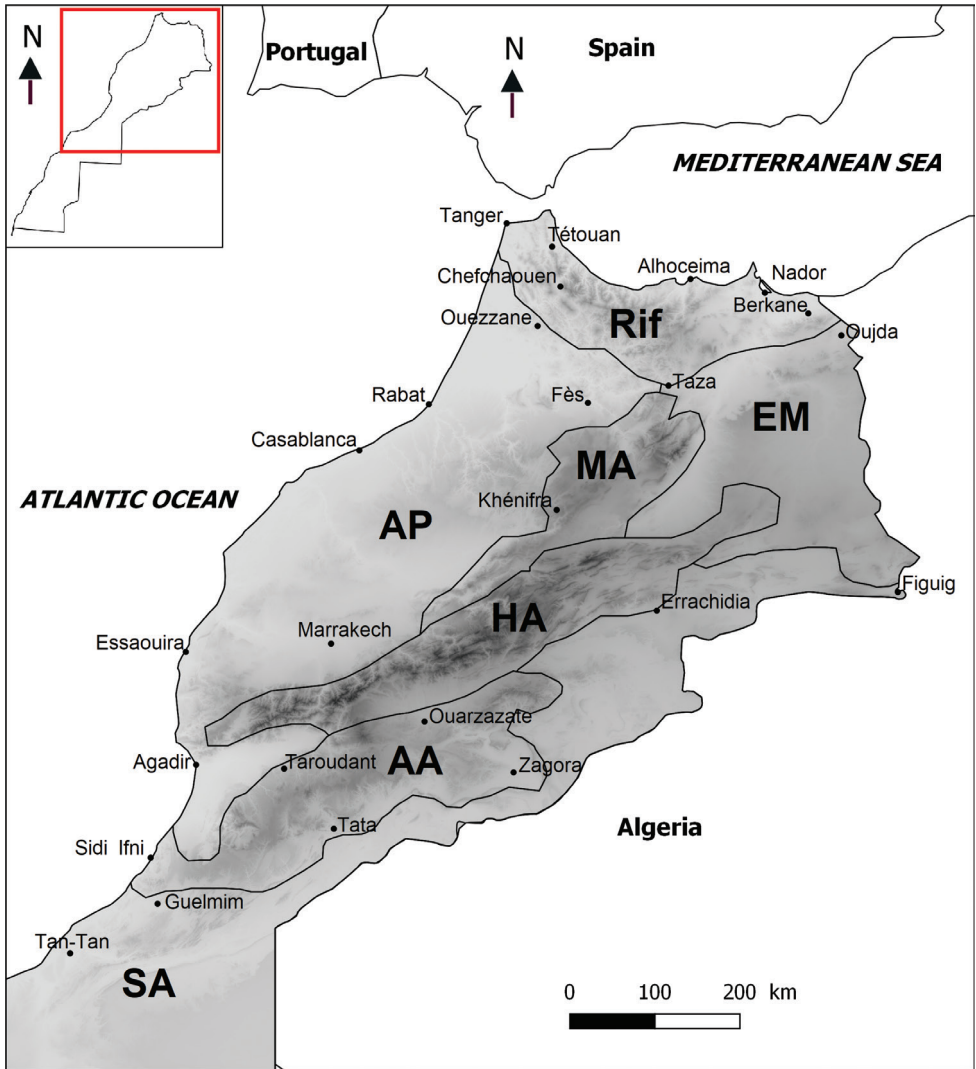 N
Portugal
N
Spain
MEDITERRANEAN SEA
Tanger
Tétouan
Chefchaouen
Alhoceima
Nador
Berkane
Ouezzane
Rif
Oujda
Taza
Rabat
Fès
EM
Casablanca
MA
ATLANTIC OCEAN
Khénifra
AP
Figuig
Errachidia
HA
Marrakech
Essaouira
Ouarzazate
Agadir
Taroudant
AA
Zagora
Tata
Algeria
Sidi Ifni
Guelmim
Tan-Tan
SA
0 100 200 km